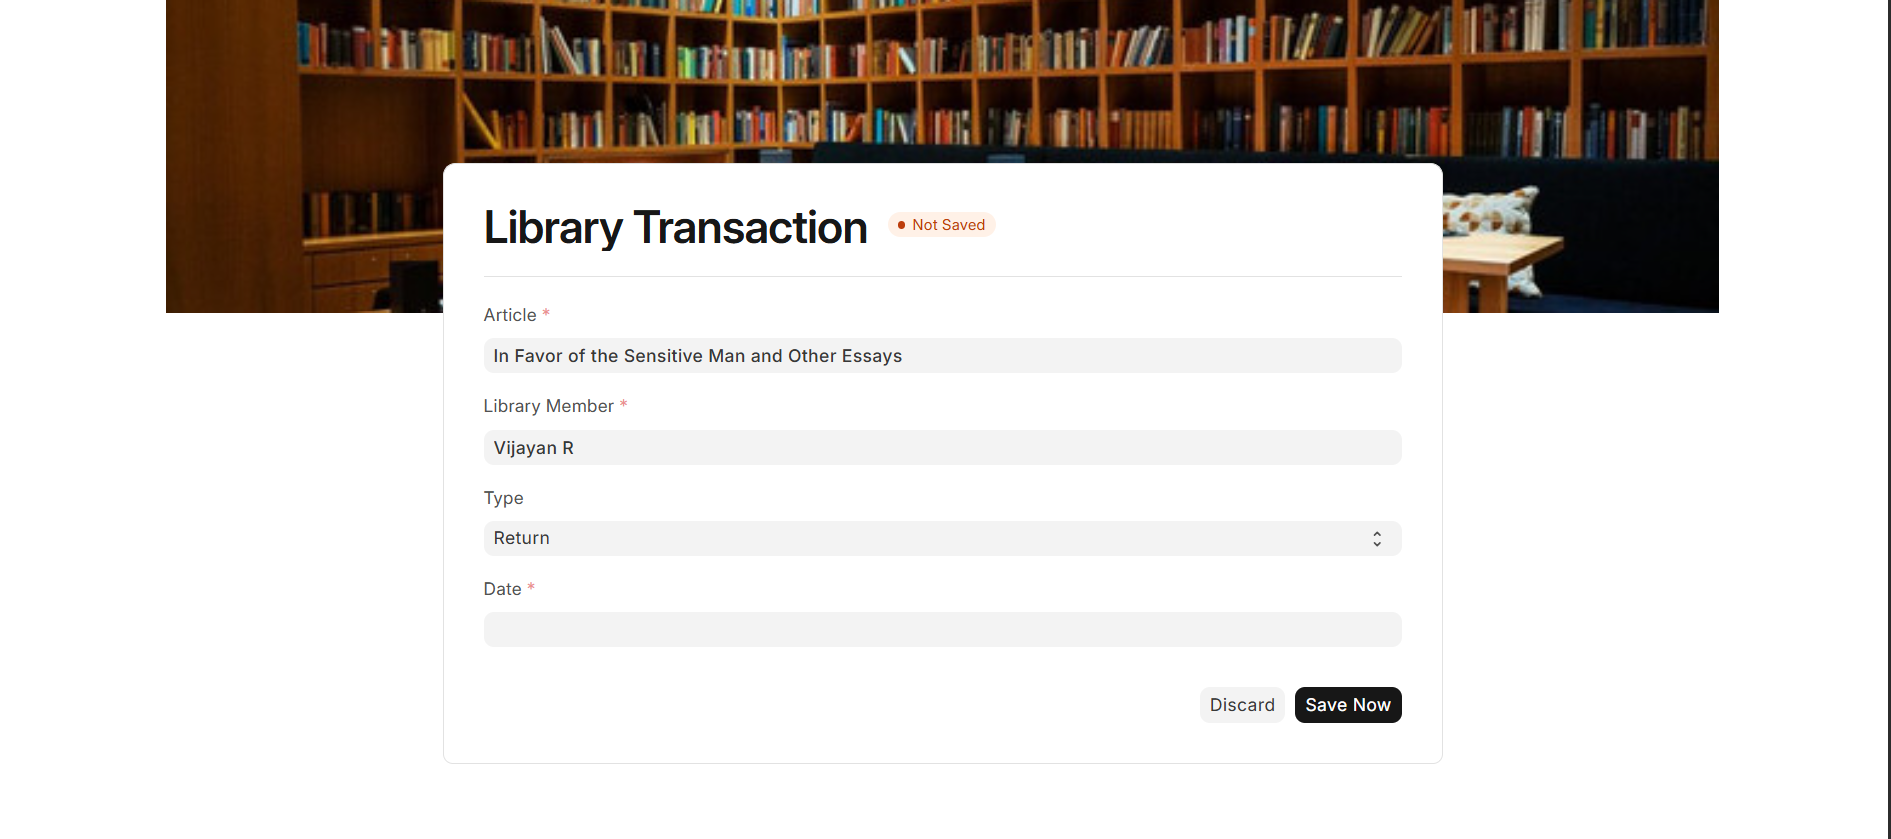 Library Transaction
Not Saved
Article *
In Favor of the Sensitive Man and Other Essays
Library Member *
Vijayan R
Type
Return
Date *
Discard
Save Now